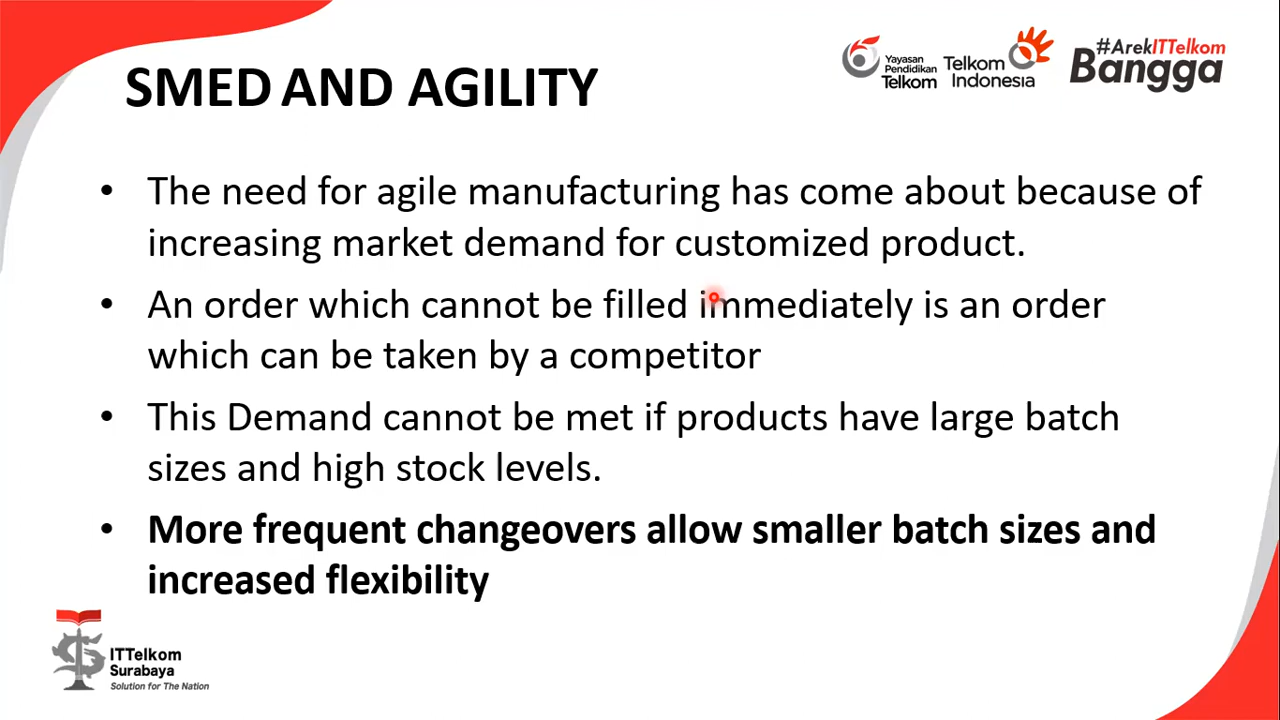 SMED AND AGILITY
Yayasan
Pendidikan
Telkom
Telkom
Indonesia
#ArekITTelkom
Bangga
• The need for agile manufacturing has come about because of
increasing market demand for customized product.
• An order which cannot be filled immediately is an order
which can be taken by a competitor
• This Demand cannot be met if products have large batch
sizes and high stock levels.
• More frequent changeovers allow smaller batch sizes and
increased flexibility
ITTelkom
Surabaya
Solution for The Nation